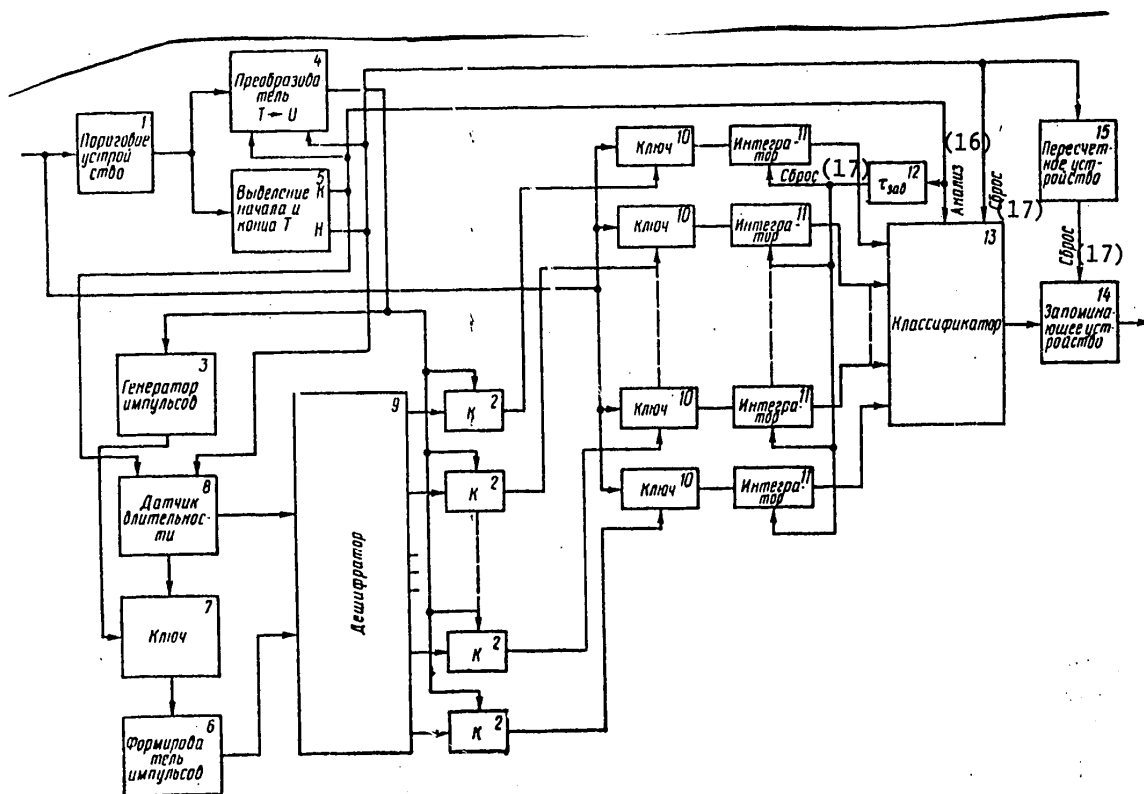 4
Преобразида
тель
T ← U
1
Пориговие
устрой
ство
5
Выделение
начала и
конца T
К
Н
3
Генератор
импульсов
8
Датчик
длительнос-
ти
7
Ключ
6
Формирова
тель
импульсов
9
Дешифратор
К 2
К 2
К 2
К 2
10
Ключ
10
Ключ
10
Ключ
10
Ключ
11
Интегра-
тор
11
Интегра-
тор
11
Интегра-
тор
11
Интегра-
тор
Сброс (17)
12
τзад
Анализ (16)
Сброс (17)
13
Классификатор
15
Пересчет-
ное уст-
ройство
Сброс (17)
14
Запомина-
ющее уст-
ройство